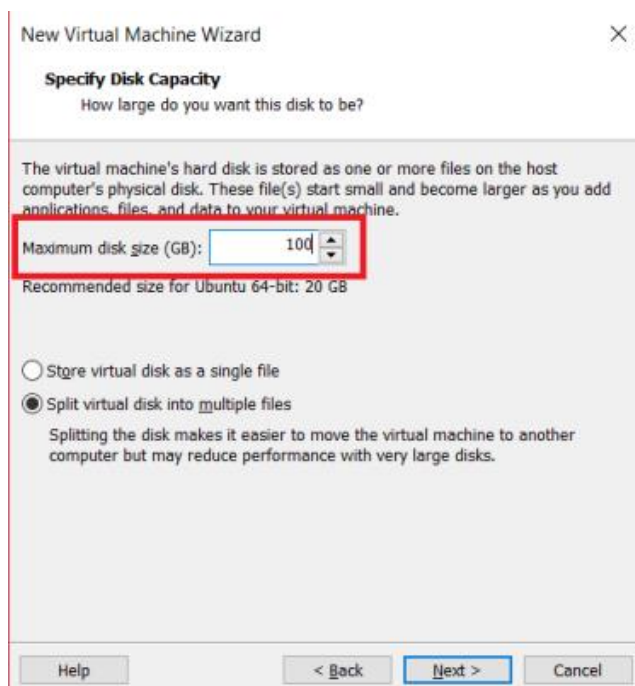 New Virtual Machine Wizard
Specify Disk Capacity
How large do you want this disk to be?
The virtual machine's hard disk is stored as one or more files on the host
computer's physical disk. These file(s) start small and become larger as you add
applications, files, and data to your virtual machine.
Maximum disk size (GB): 100
Recommended size for Ubuntu 64-bit: 20 GB
Store virtual disk as a single file
Split virtual disk into multiple files
Splitting the disk makes it easier to move the virtual machine to another
computer but may reduce performance with very large disks.
Help < Back Next > Cancel